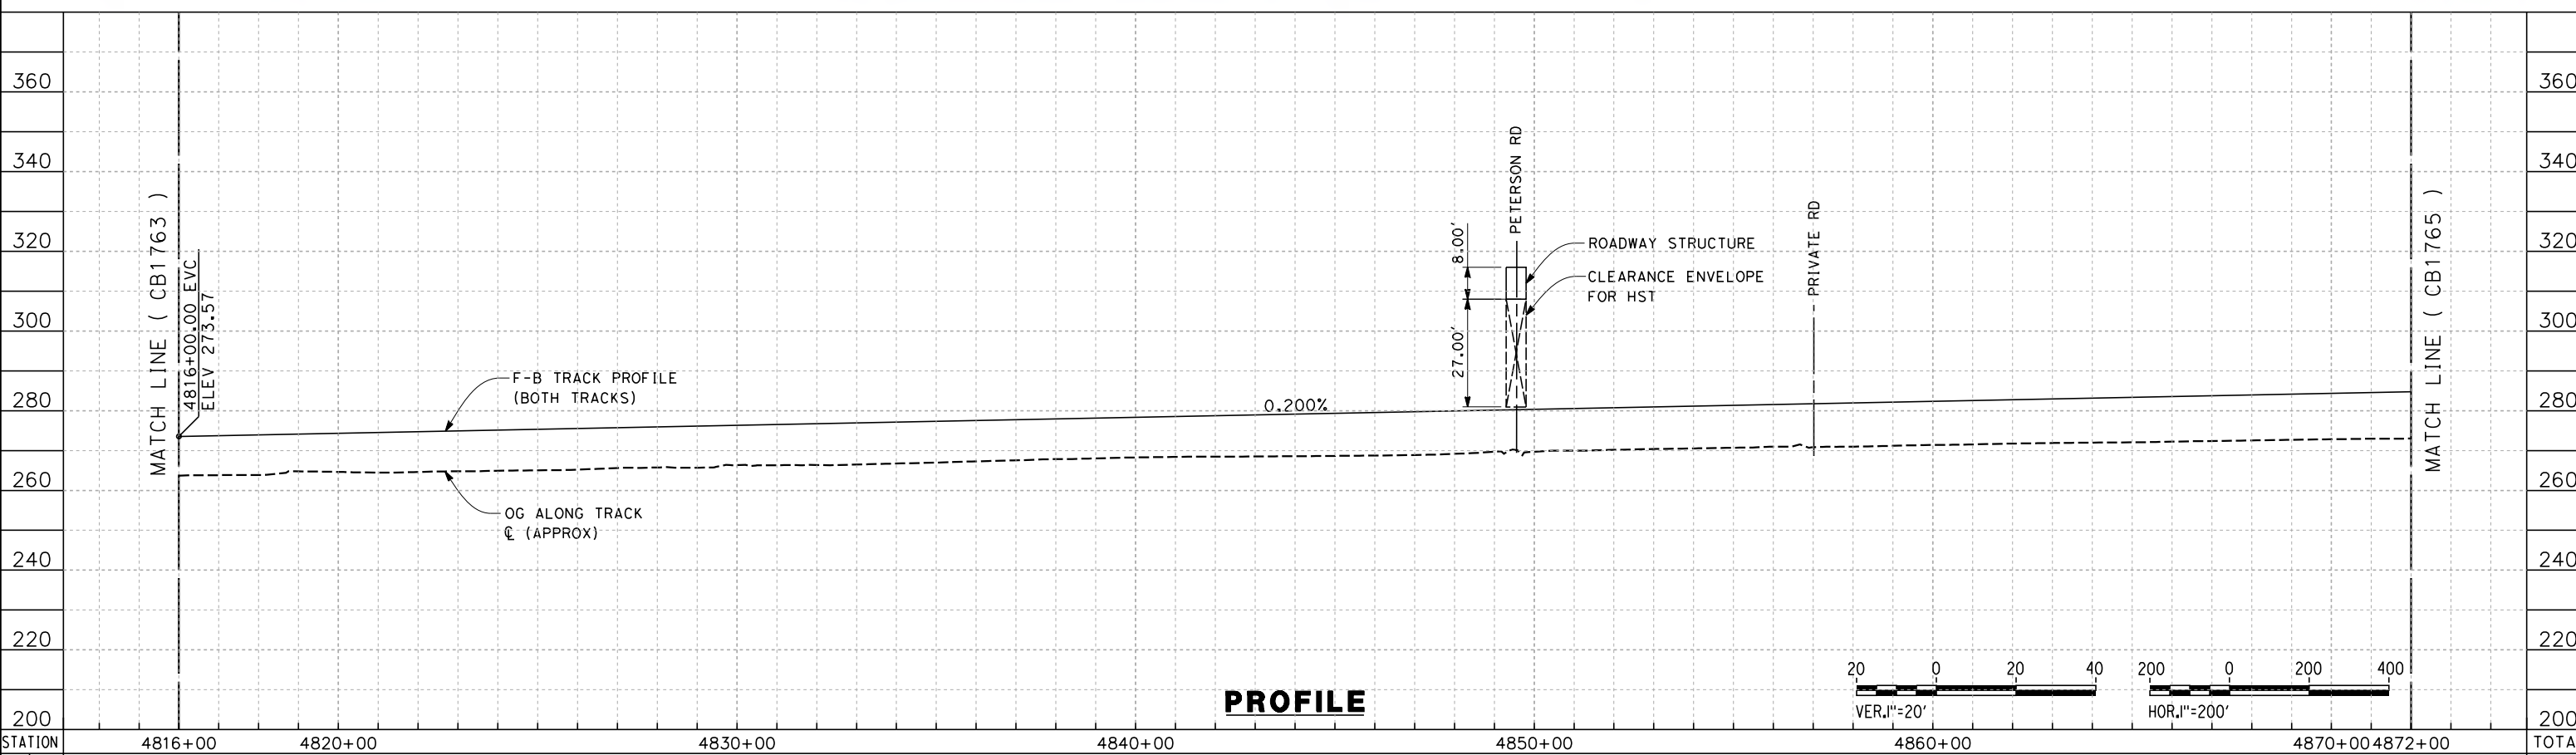 360
340
320
300
280
260
240
220
200
360
340
320
300
280
260
240
220
200
MATCH LINE ( CB1763 )
4816+00.00 EVC
ELEV 273.57
F-B TRACK PROFILE
(BOTH TRACKS)
OG ALONG TRACK
℄ (APPROX)
0.200%
8.00'
27.00'
PETERSON RD
ROADWAY STRUCTURE
CLEARANCE ENVELOPE
FOR HST
PRIVATE RD
MATCH LINE ( CB1765 )
PROFILE
20 0 20 40
VER.1"=20'
200 0 200 400
HOR.1"=200'
STATION 4816+00 4820+00 4830+00 4840+00 4850+00 4860+00 4870+00 4872+00 TOTA